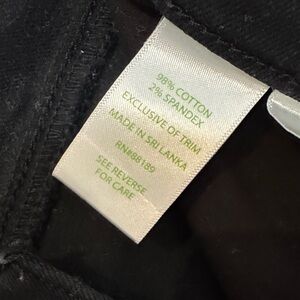 98% COTTON
2% SPANDEX
EXCLUSIVE OF TRIM
MADE IN SRI LANKA
RN#88189
SEE REVERSE
FOR CARE